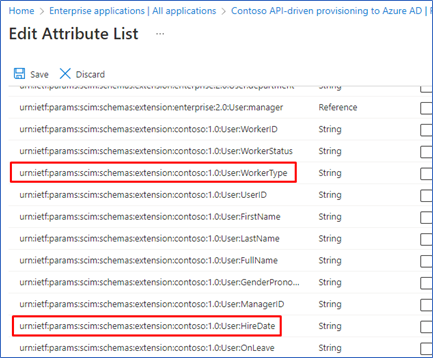 Home > Enterprise applications | All applications > Contoso API-driven provisioning to Azure AD |
Edit Attribute List ...
Save Discard
urn:ietf:params:scim:schemas:extension:enterprise:2.0:User:department String
urn:ietf:params:scim:schemas:extension:enterprise:2.0:User:manager Reference
urn:ietf:params:scim:schemas:extension:contoso:1.0:User:WorkerID String
urn:ietf:params:scim:schemas:extension:contoso:1.0:User:WorkerStatus String
urn:ietf:params:scim:schemas:extension:contoso:1.0:User:WorkerType String
urn:ietf:params:scim:schemas:extension:contoso:1.0:User:UserID String
urn:ietf:params:scim:schemas:extension:contoso:1.0:User:FirstName String
urn:ietf:params:scim:schemas:extension:contoso:1.0:User:LastName String
urn:ietf:params:scim:schemas:extension:contoso:1.0:User:FullName String
urn:ietf:params:scim:schemas:extension:contoso:1.0:User:GenderProno... String
urn:ietf:params:scim:schemas:extension:contoso:1.0:User:ManagerID String
urn:ietf:params:scim:schemas:extension:contoso:1.0:User:HireDate String
urn:ietf:params:scim:schemas:extension:contoso:1.0:User:OnLeave String